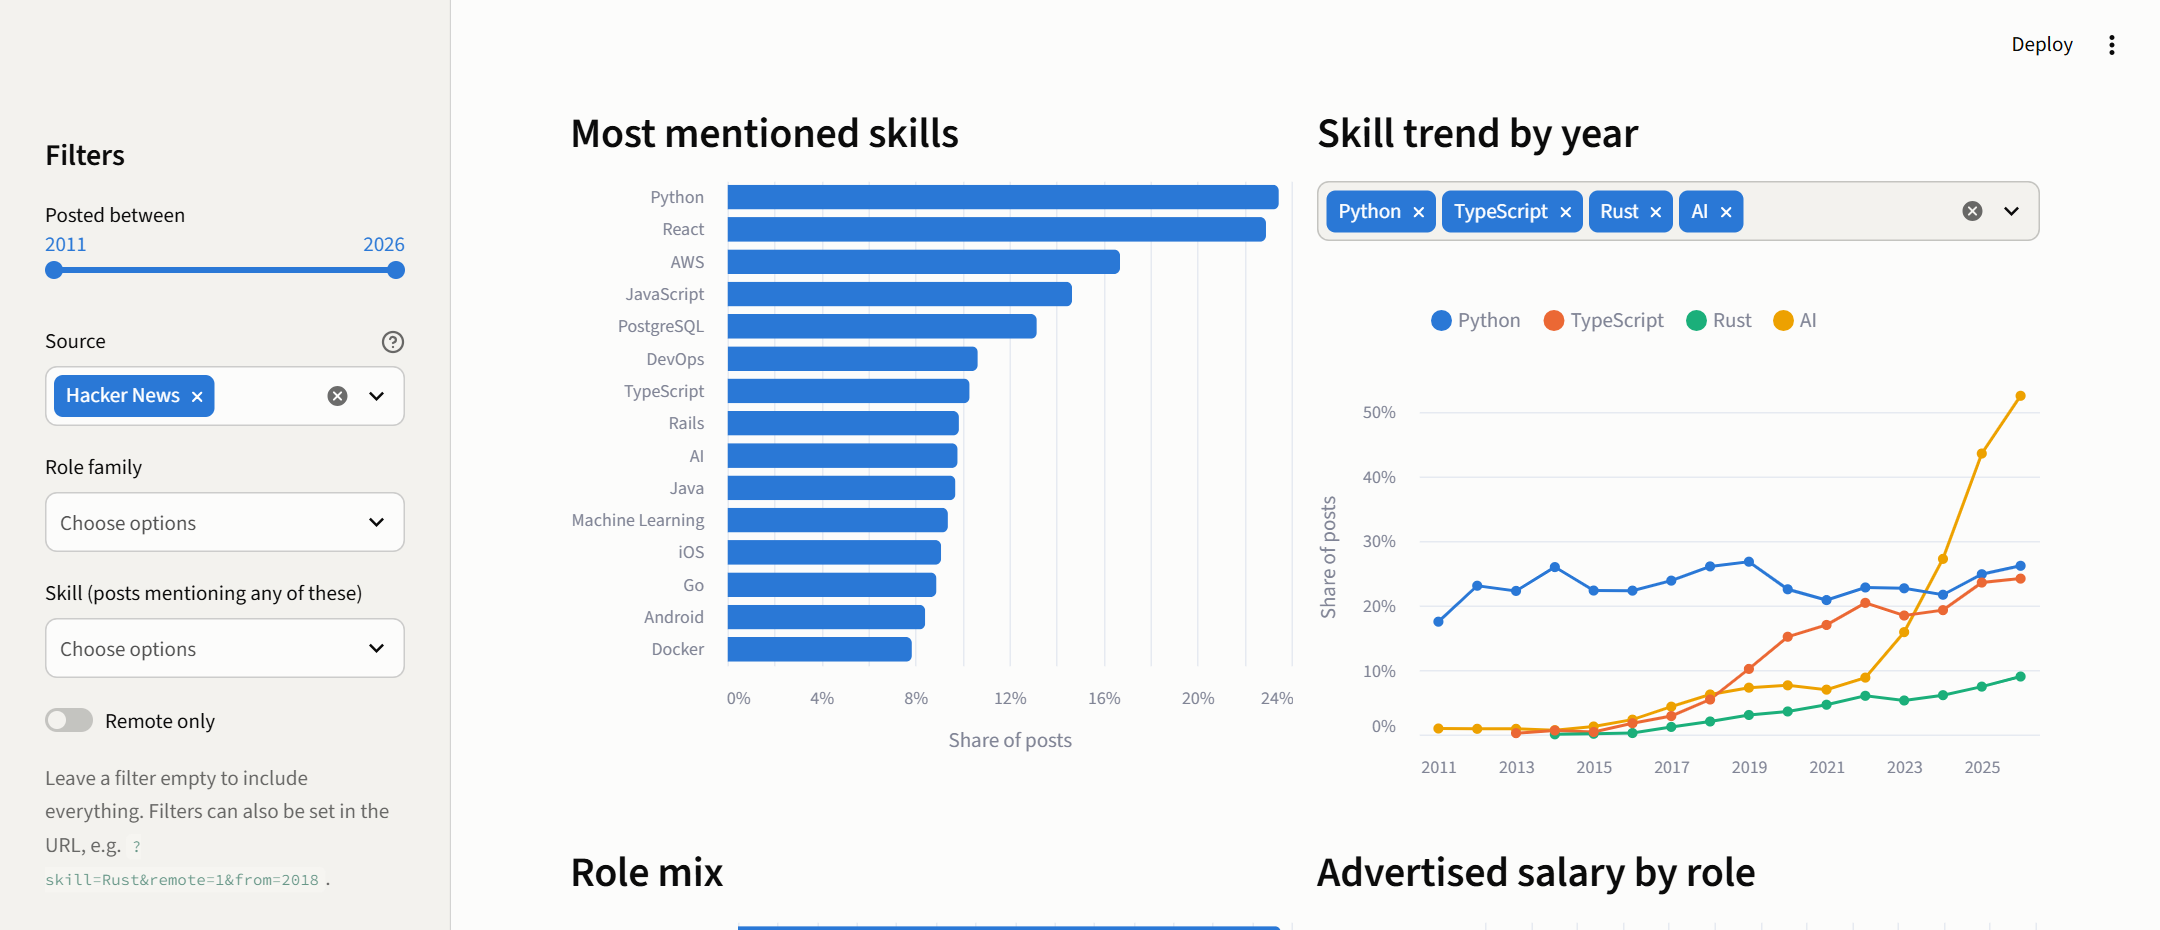 Deploy
Filters
Posted between
2011 2026
Source
Hacker News
Role family
Choose options
Skill (posts mentioning any of these)
Choose options
Remote only
Leave a filter empty to include
everything. Filters can also be set in the
URL, e.g. ?
skill=Rust&remote=1&from=2018 .
Most mentioned skills
Python
React
AWS
JavaScript
PostgreSQL
DevOps
TypeScript
Rails
AI
Java
Machine Learning
iOS
Go
Android
Docker
0% 4% 8% 12% 16% 20% 24%
Share of posts
Skill trend by year
Python TypeScript Rust AI
Python TypeScript Rust AI
50%
40%
30%
20%
10%
0%
Share of posts
2011 2013 2015 2017 2019 2021 2023 2025
Role mix
Advertised salary by role